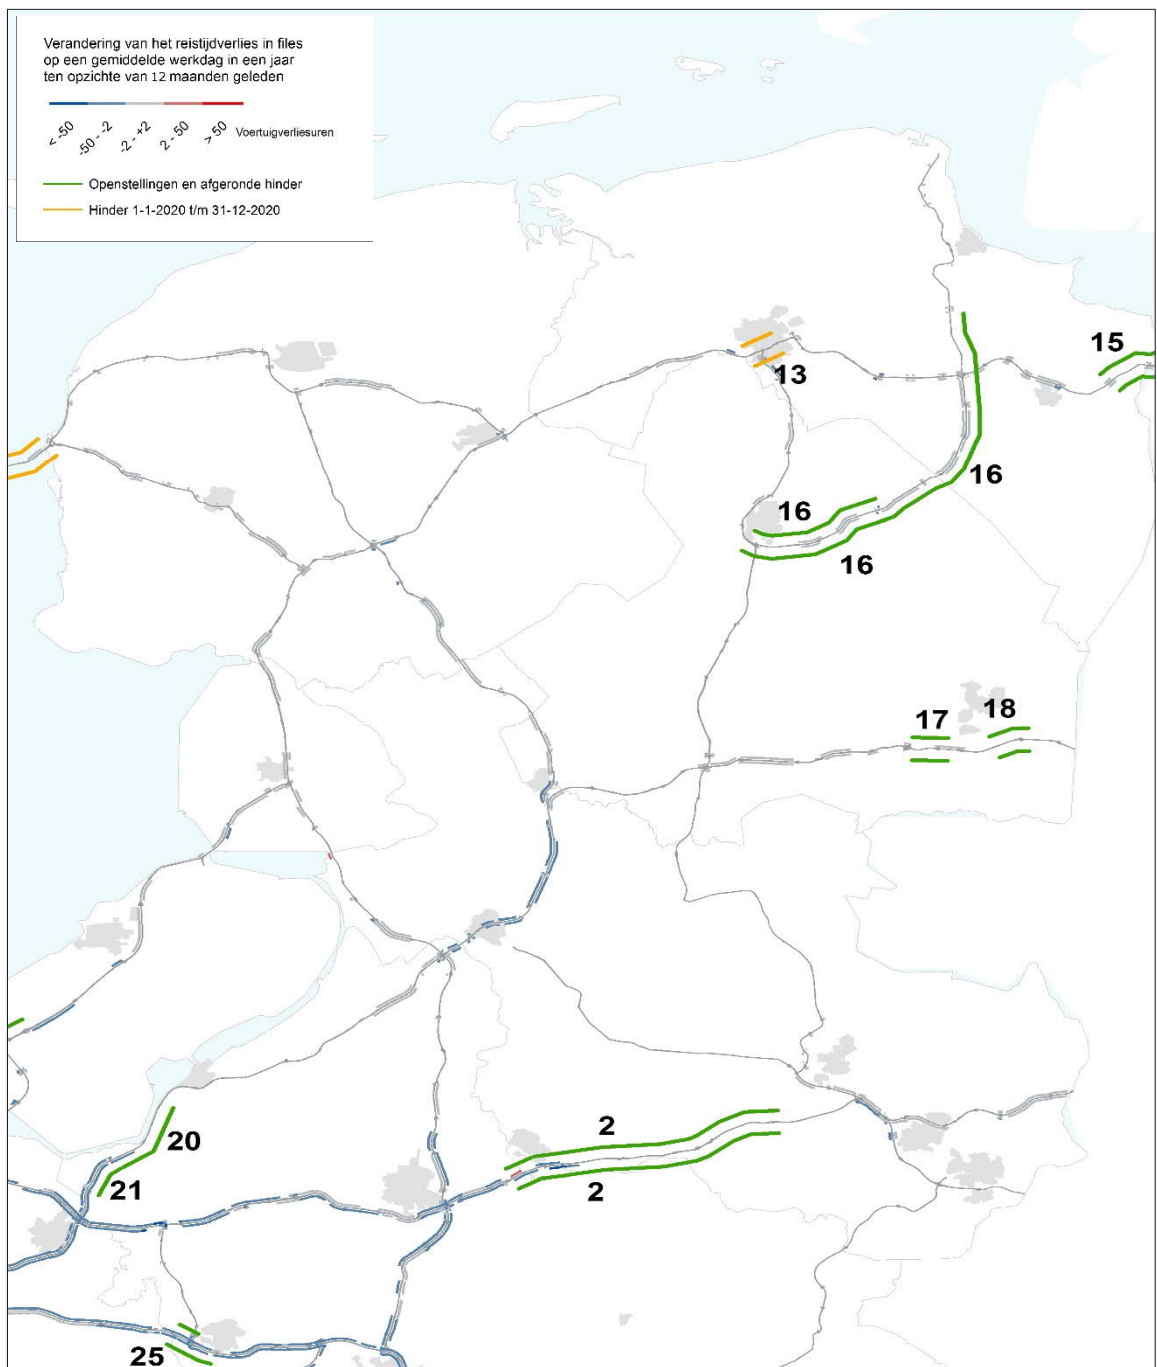 Verandering van het reistijdverlies in files
op een gemiddelde werkdag in een jaar
ten opzichte van 12 maanden geleden
< -50
-50 - -2
-2 - +2
2 - 50
> 50
Voertuigverliesuren
Openstellingen en afgeronde hinder
Hinder 1-1-2020 t/m 31-12-2020
15
13
16
16
16
17
18
2
20
2
21
25